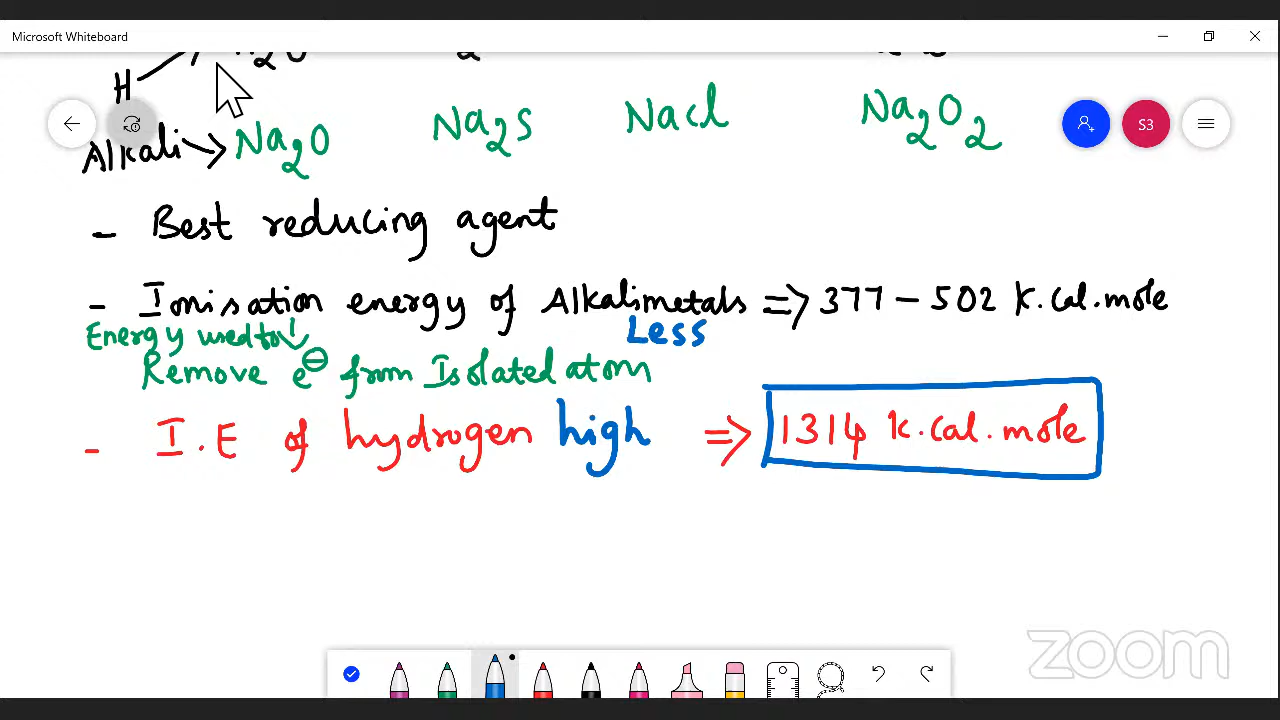 Microsoft Whiteboard
H
Alkali → Na2O Na2S NaCl Na2O2
S3
- Best reducing agent
- Ionisation energy of Alkalimetals => 377 - 502 K.Cal.mole
Energy used to Less
Remove e⊖ from Isolated atom
- I.E of hydrogen high => 1314 K.Cal.mole
zoom